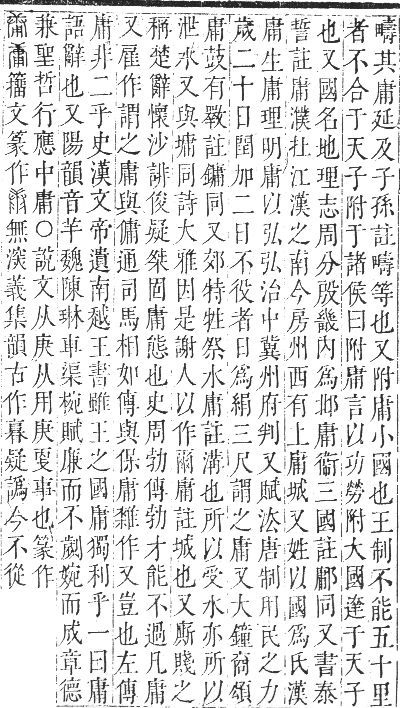 疇其庸延及子孫註疇等也又附庸小國也王制不能五十里
者不合于天子附于諸侯曰附庸言以功勞附大國達于天子
也又國名地理志周分殷畿内為邶庸衞三國註鄘同又書泰
誓註庸濮在江漢之南今房州西有上庸城又姓以國為氏漢
庸生庸理明庸以弘弘治中冀州府判又賦法唐制用民之力
歲二十日閏加二日不役者日為絹三尺謂之庸又大鐘商頌
庸鼓有斁註鏞同又郊特牲祭水庸註溝也所以受水亦所以
泄水又與墉同詩大雅因是謝人以作爾庸註城也又廝賤之
稱楚辭懷沙誹俊疑桀固庸態也史周勃傳勃才能不過凡庸
又雇作謂之庸與傭通司馬相如傳與保庸雜作又豈也左傳
庸非二乎史漢文帝遺南越王書雖王之國庸獨利乎一曰庸
語辭也又陽韻音羊魏陳琳車渠椀賦廉而不劌婉而成章德
兼聖哲行應中庸○說文从庚从用庚更事也篆作
籀文篆作無渶義集韻古作𦾔疑譌今不從